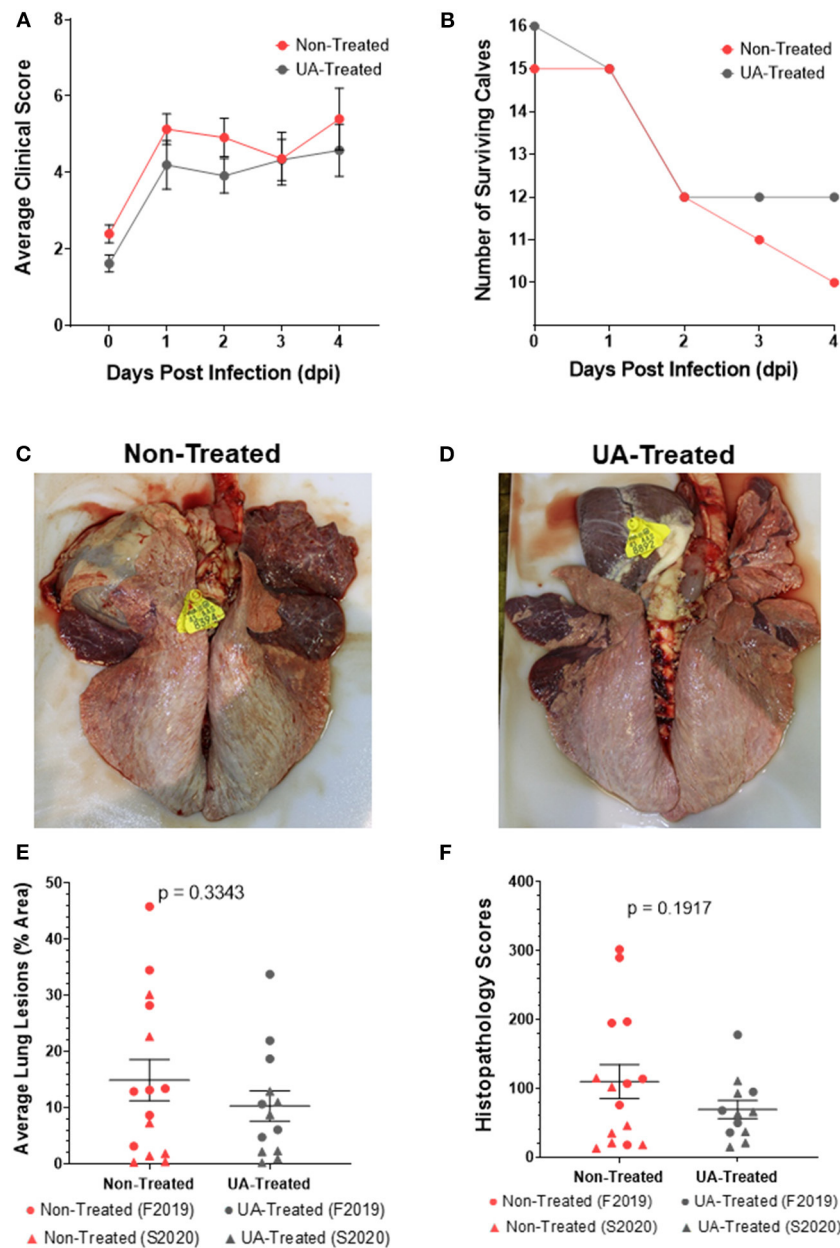 A
Average Clinical Score
8
6
4
2
0
Non-Treated
UA-Treated
0 1 2 3 4
Days Post Infection (dpi)
B
Number of Surviving Calves
16
15
14
13
12
11
10
Non-Treated
UA-Treated
0 1 2 3 4
Days Post Infection (dpi)
C
Non-Treated
8394
D
UA-Treated
8892
E
Average Lung Lesions (% Area)
50
40
30
20
10
0
p = 0.3343
Non-Treated UA-Treated
Non-Treated (F2019) UA-Treated (F2019)
Non-Treated (S2020) UA-Treated (S2020)
F
Histopathology Scores
400
300
200
100
0
p = 0.1917
Non-Treated UA-Treated
Non-Treated (F2019) UA-Treated (F2019)
Non-Treated (S2020) UA-Treated (S2020)